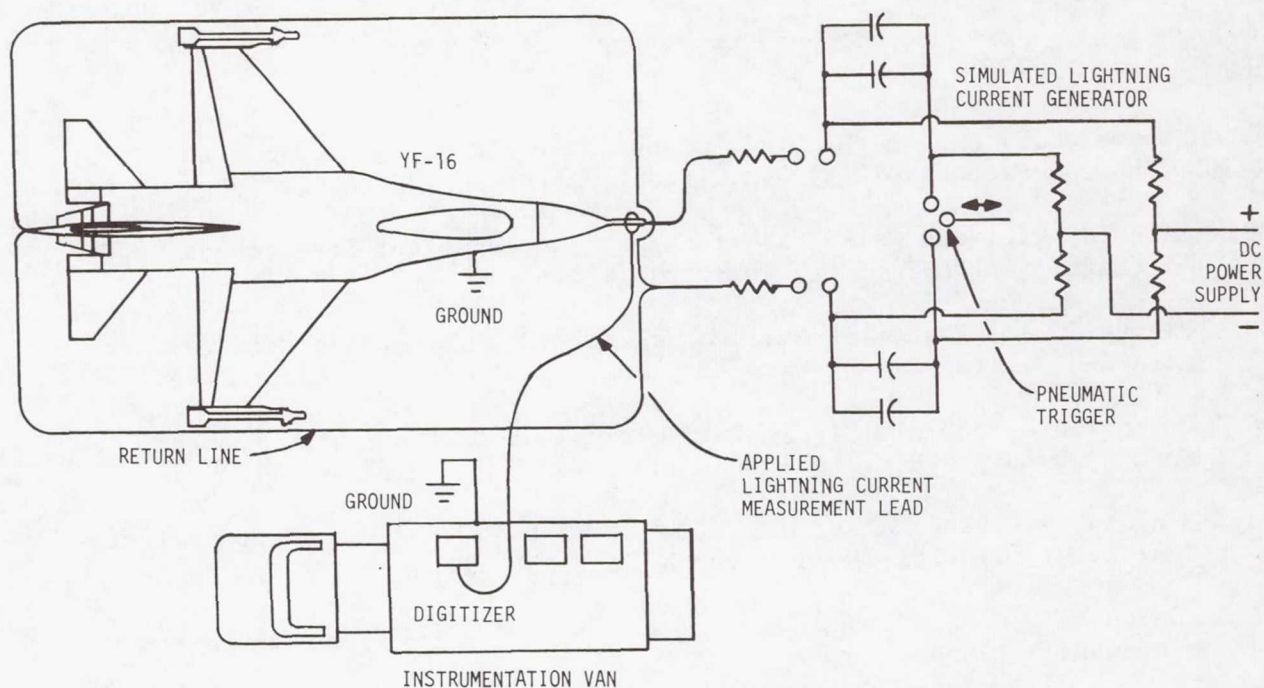 SIMULATED LIGHTNING
CURRENT GENERATOR
YF-16
+
DC
POWER
SUPPLY
−
GROUND
PNEUMATIC
TRIGGER
RETURN LINE
APPLIED
LIGHTNING CURRENT
MEASUREMENT LEAD
GROUND
DIGITIZER
INSTRUMENTATION VAN